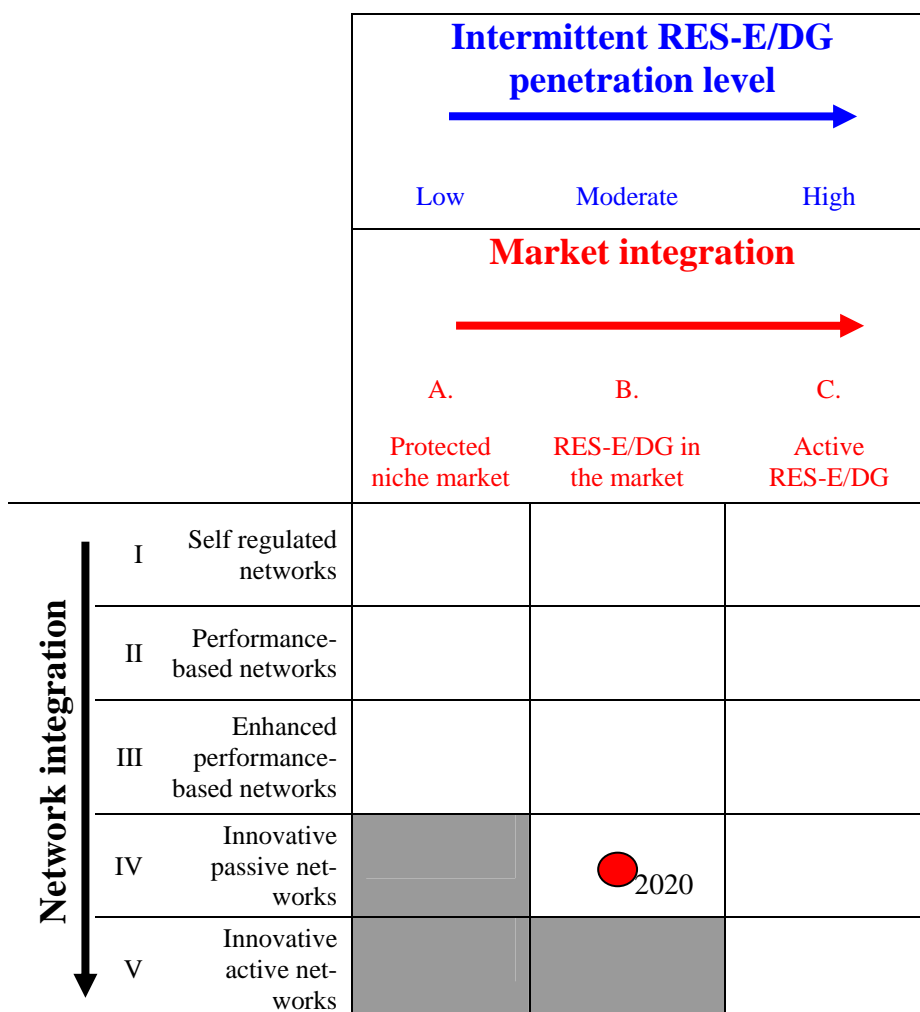 Intermittent RES-E/DG
penetration level
Low Moderate High
Market integration
A. B. C.
Protected
niche market
RES-E/DG in
the market
Active
RES-E/DG
Network integration
I
Self regulated
networks
II
Performance-
based networks
III
Enhanced
performance-
based networks
IV
Innovative
passive net-
works
2020
V
Innovative
active net-
works